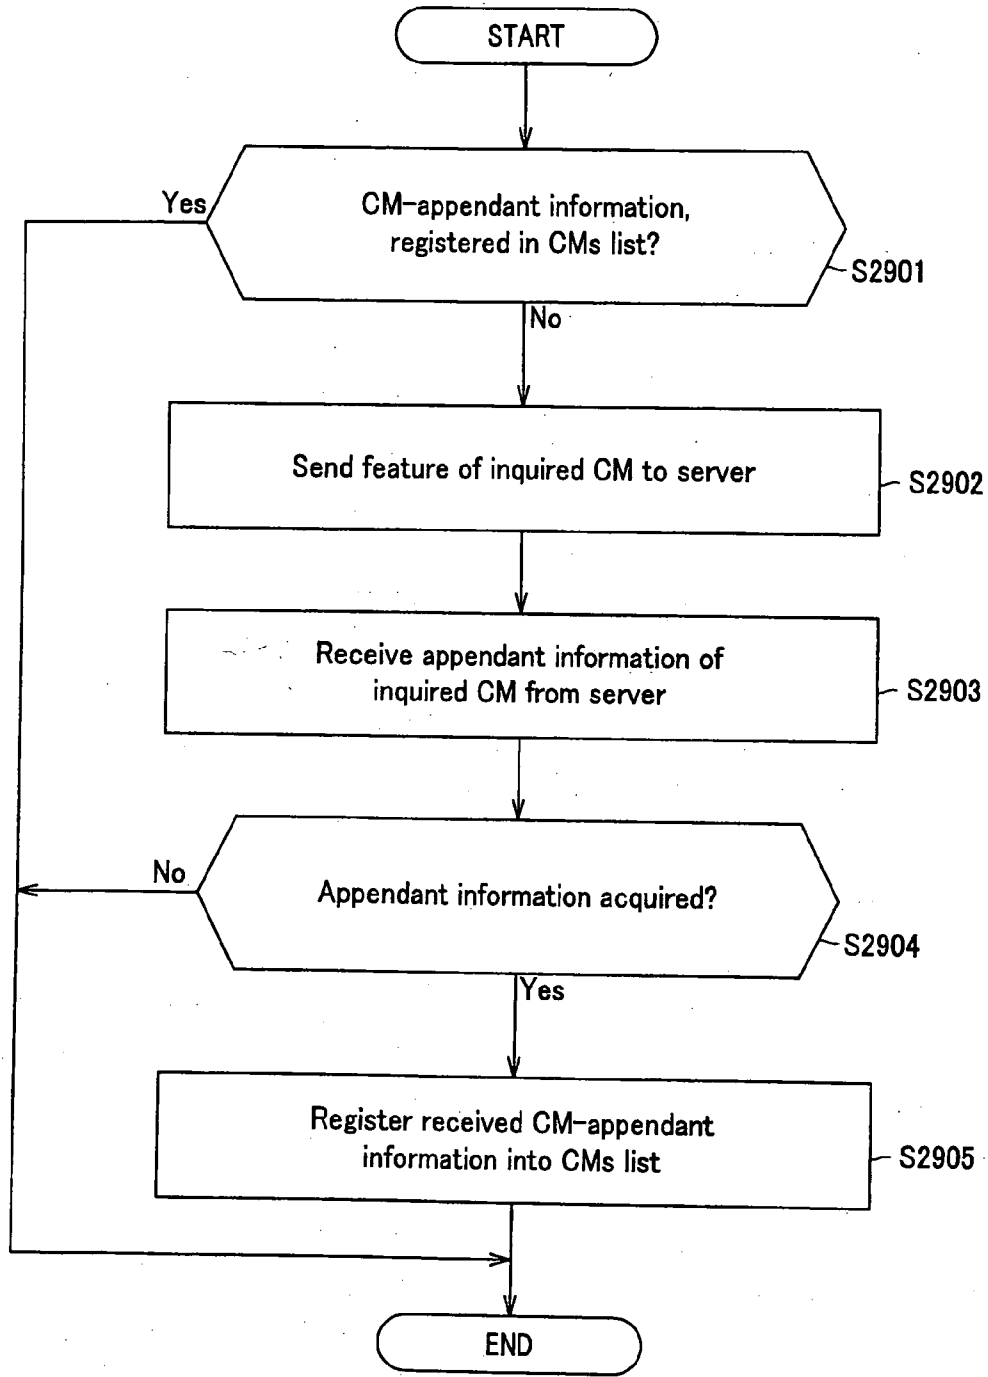 START
Yes
CM-appendant information,
registered in CMs list?
S2901
No
Send feature of inquired CM to server
S2902
Receive appendant information of
inquired CM from server
S2903
No
Appendant information acquired?
S2904
Yes
Register received CM-appendant
information into CMs list
S2905
END